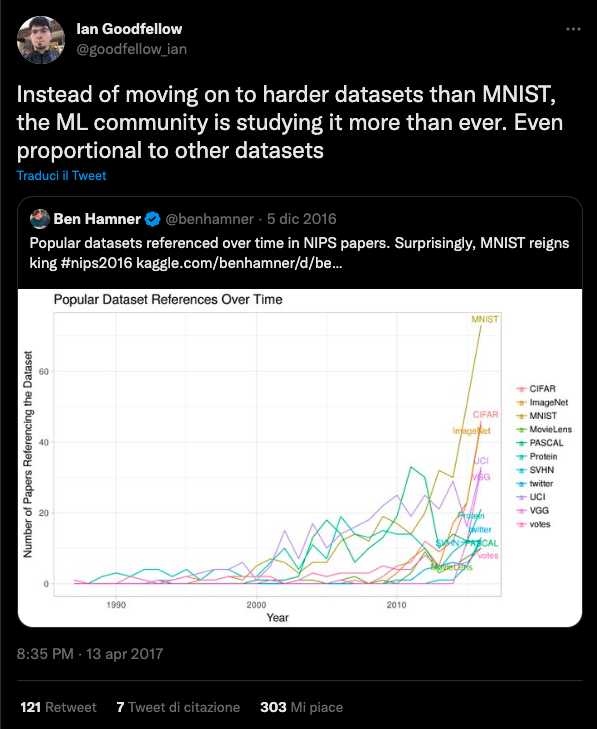 Ian Goodfellow
@goodfellow_ian
Instead of moving on to harder datasets than MNIST,
the ML community is studying it more than ever. Even
proportional to other datasets
Traduci il Tweet
Ben Hamner @benhamner · 5 dic 2016
Popular datasets referenced over time in NIPS papers. Surprisingly, MNIST reigns
king #nips2016 kaggle.com/benhamner/d/be...
Popular Dataset References Over Time
Number of Papers Referencing the Dataset
60
40
20
0
MNIST
CIFAR
ImageNet
UCI
VGG
Protein
twitter
SVHN
PASCAL
votes
MovieLens
1990
2000
2010
Year
a CIFAR
a ImageNet
a MNIST
a MovieLens
a PASCAL
a Protein
a SVHN
a twitter
a UCI
a VGG
a votes
8:35 PM · 13 apr 2017
121 Retweet 7 Tweet di citazione 303 Mi piace